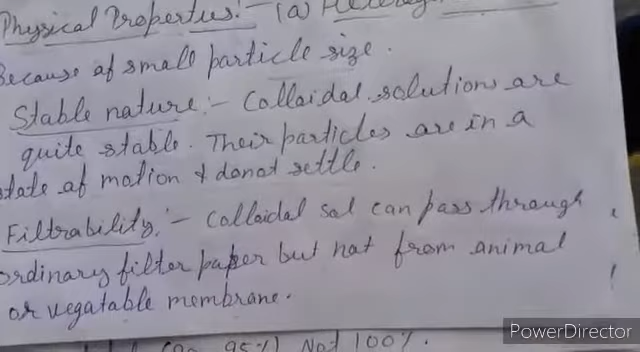 Physical Properties:- (a)
Because of small particle size.
Stable nature:- Colloidal solutions are
quite stable. Their particles are in a
state of motion & donot settle.
Filtrability:- Colloidal sol can pass through
ordinary filter paper but not from animal
or vegatable membrane.
95%) Not 100%.
PowerDirector